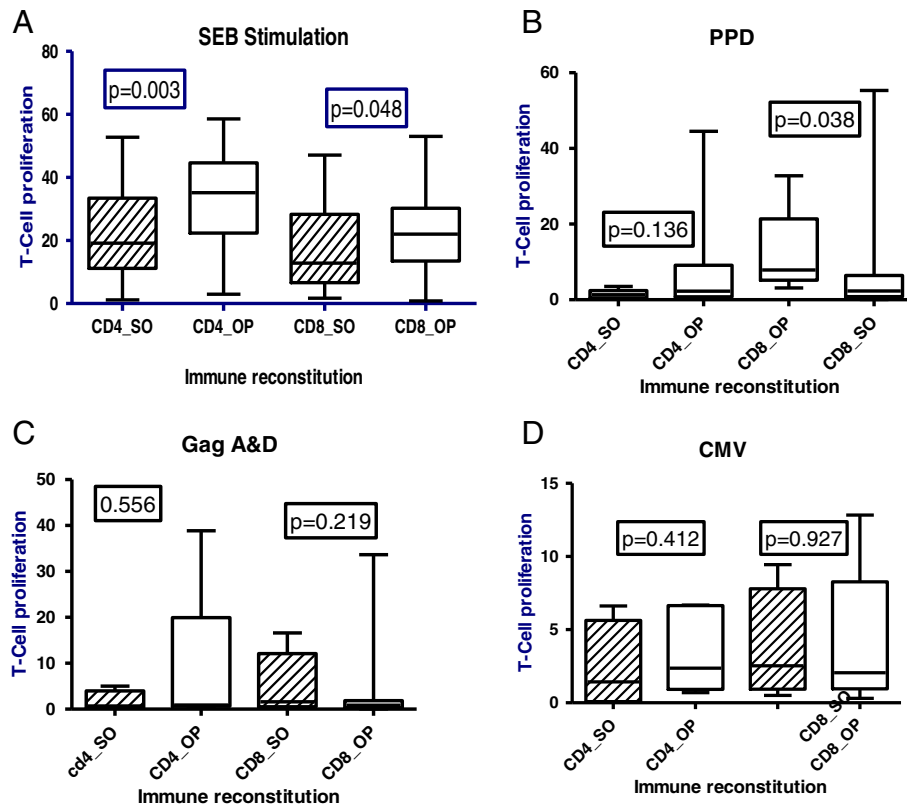 A
SEB Stimulation
80
60
40
20
0
T-Cell proliferation
p=0.003
p=0.048
CD4_SO
CD4_OP
CD8_SO
CD8_OP
Immune reconstitution
B
PPD
60
40
20
0
T-Cell proliferation
p=0.136
p=0.038
CD4_SO
CD4_OP
CD8_OP
CD8_SO
Immune reconstitution
C
Gag A&D
50
40
30
20
10
0
T-Cell proliferation
0.556
p=0.219
cd4_SO
CD4_OP
CD8_SO
CD8_OP
Immune reconstitution
D
CMV
15
10
5
0
T-Cell proliferation
p=0.412
p=0.927
CD4_SO
CD4_OP
CD8_SO
CD8_OP
Immune reconstitution